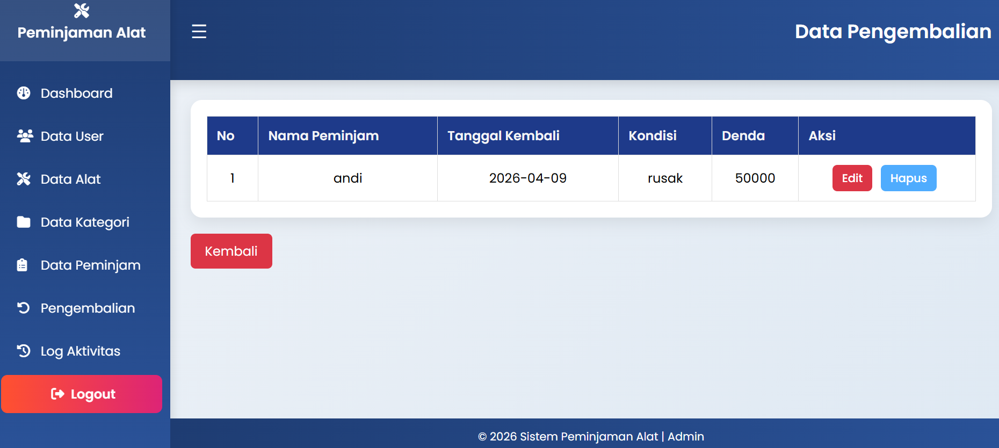 Peminjaman Alat
Dashboard
Data User
Data Alat
Data Kategori
Data Peminjam
Pengembalian
Log Aktivitas
Logout
Data Pengembalian
No Nama Peminjam Tanggal Kembali Kondisi Denda Aksi
1 andi 2026-04-09 rusak 50000 Edit Hapus
Kembali
© 2026 Sistem Peminjaman Alat | Admin